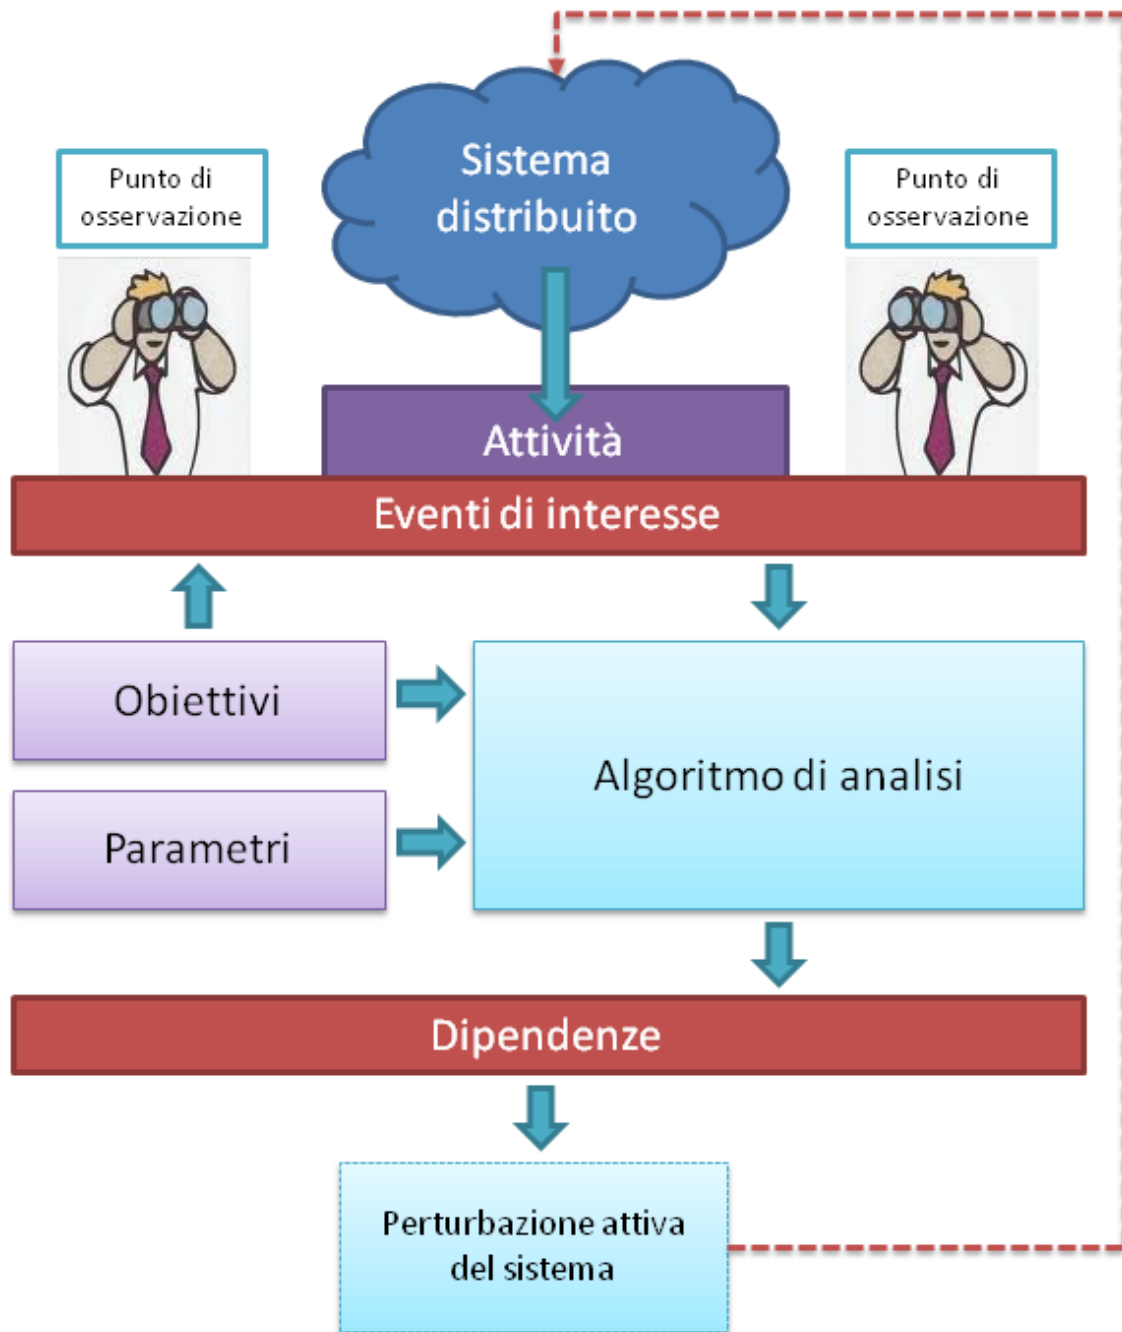 Sistema
distribuito
Punto di
osservazione
Punto di
osservazione
Attività
Eventi di interesse
Obiettivi
Algoritmo di analisi
Parametri
Dipendenze
Perturbazione attiva
del sistema